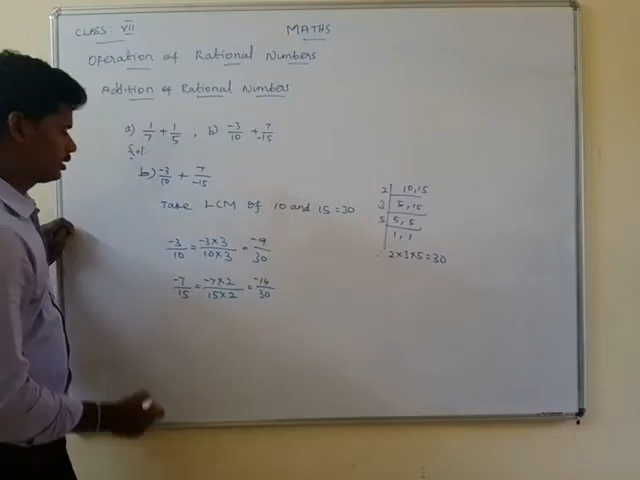 CLASS: VII
MATHS
Operation of Rational Numbers
Addition of Rational Numbers
a) 1/7 + 1/5 , b) -3/10 + 7/-15
Sol.
b) -3/10 + 7/-15
Take LCM of 10 and 15 = 30
-3/10 = -3×3/10×3 = -9/30
-7/15 = -7×2/15×2 = -14/30
2 | 10, 15
3 | 5, 15
5 | 5, 5
1, 1
∴ 2×3×5=30